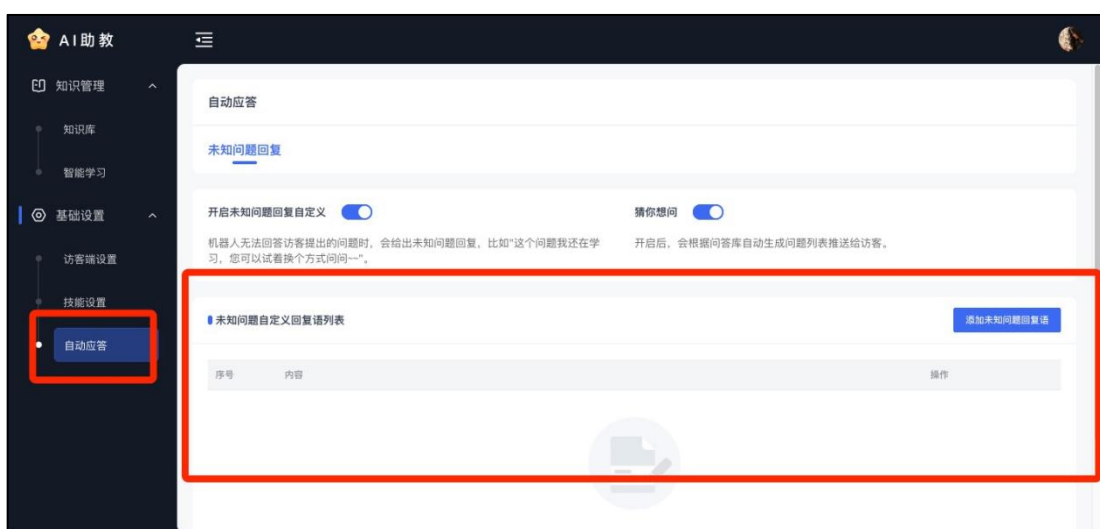 AI助教
知识管理
知识库
智能学习
基础设置
访客端设置
技能设置
自动应答
自动应答
未知问题回复
开启未知问题回复自定义
猜你想问
机器人无法回答访客提出的问题时，会给出未知问题回复，比如"这个问题我还在学
习，您可以试着换个方式问问~~"。
开启后，会根据问答库自动生成问题列表推送给访客。
未知问题自定义回复语列表
添加未知问题回复语
序号 内容 操作